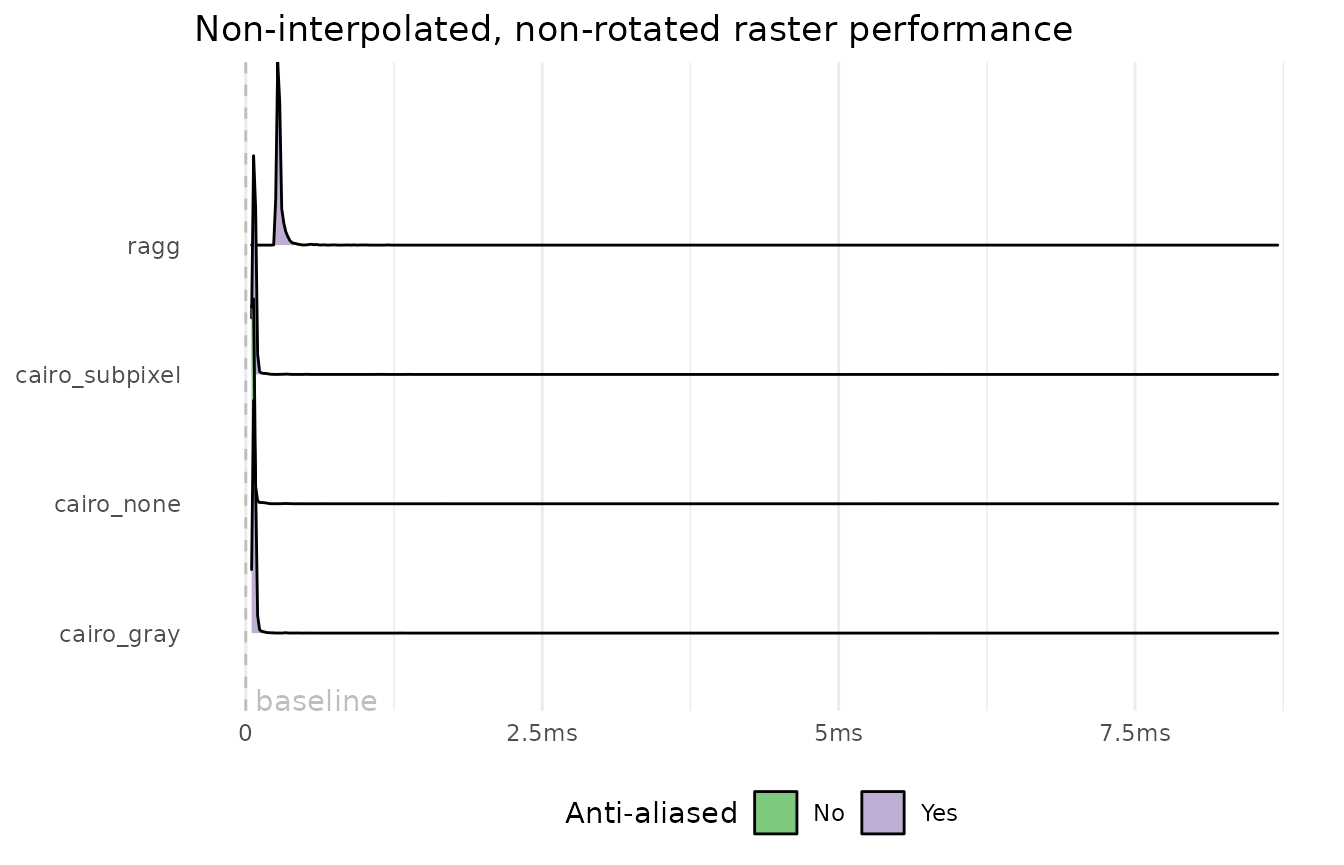 Non-interpolated, non-rotated raster performance
ragg
cairo_subpixel
cairo_none
cairo_gray
baseline
0 2.5ms 5ms 7.5ms
Anti-aliased No Yes